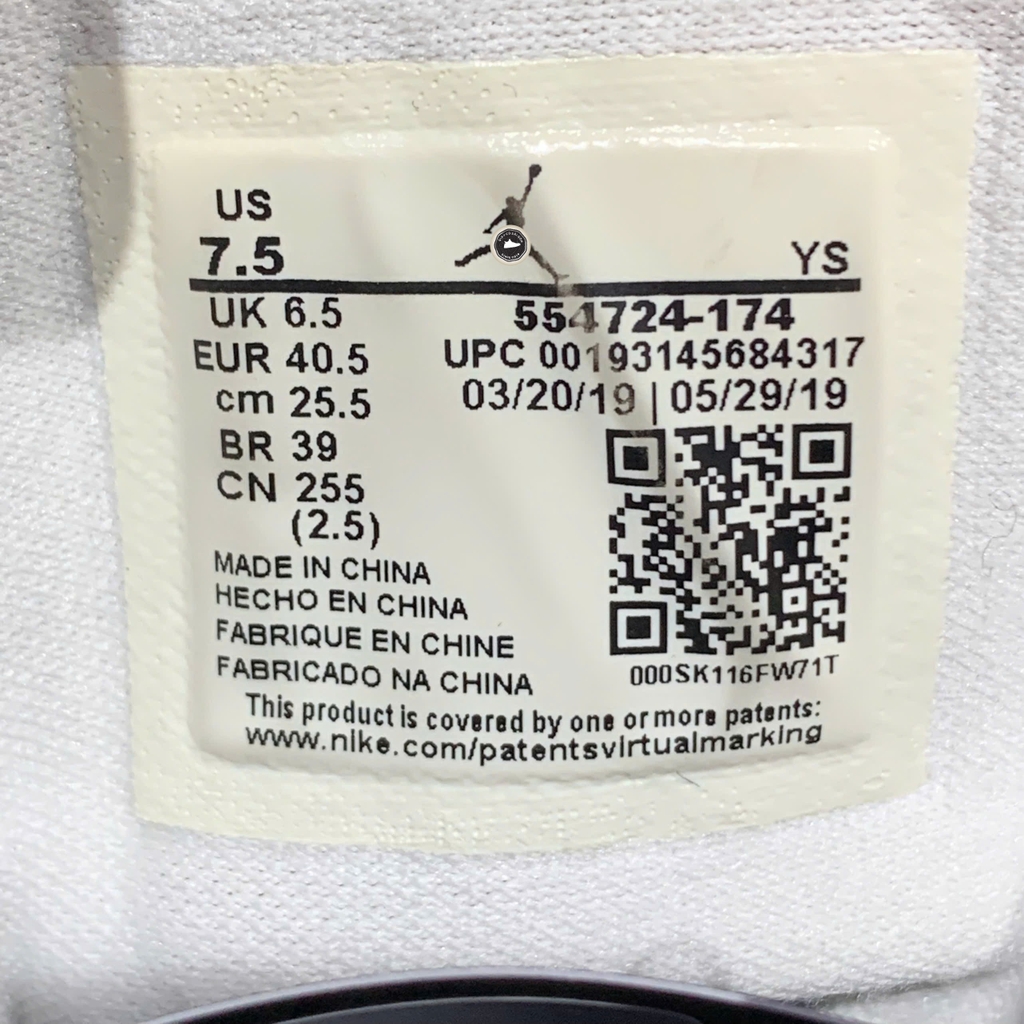 US
7.5 YS
UK 6.5 554724-174
EUR 40.5 UPC 00193145684317
cm 25.5 03/20/19 | 05/29/19
BR 39
CN 255
(2.5)
MADE IN CHINA
HECHO EN CHINA
FABRIQUE EN CHINE
FABRICADO NA CHINA
000SK116FW71T
This product is covered by one or more patents:
www.nike.com/patentsvirtualmarking